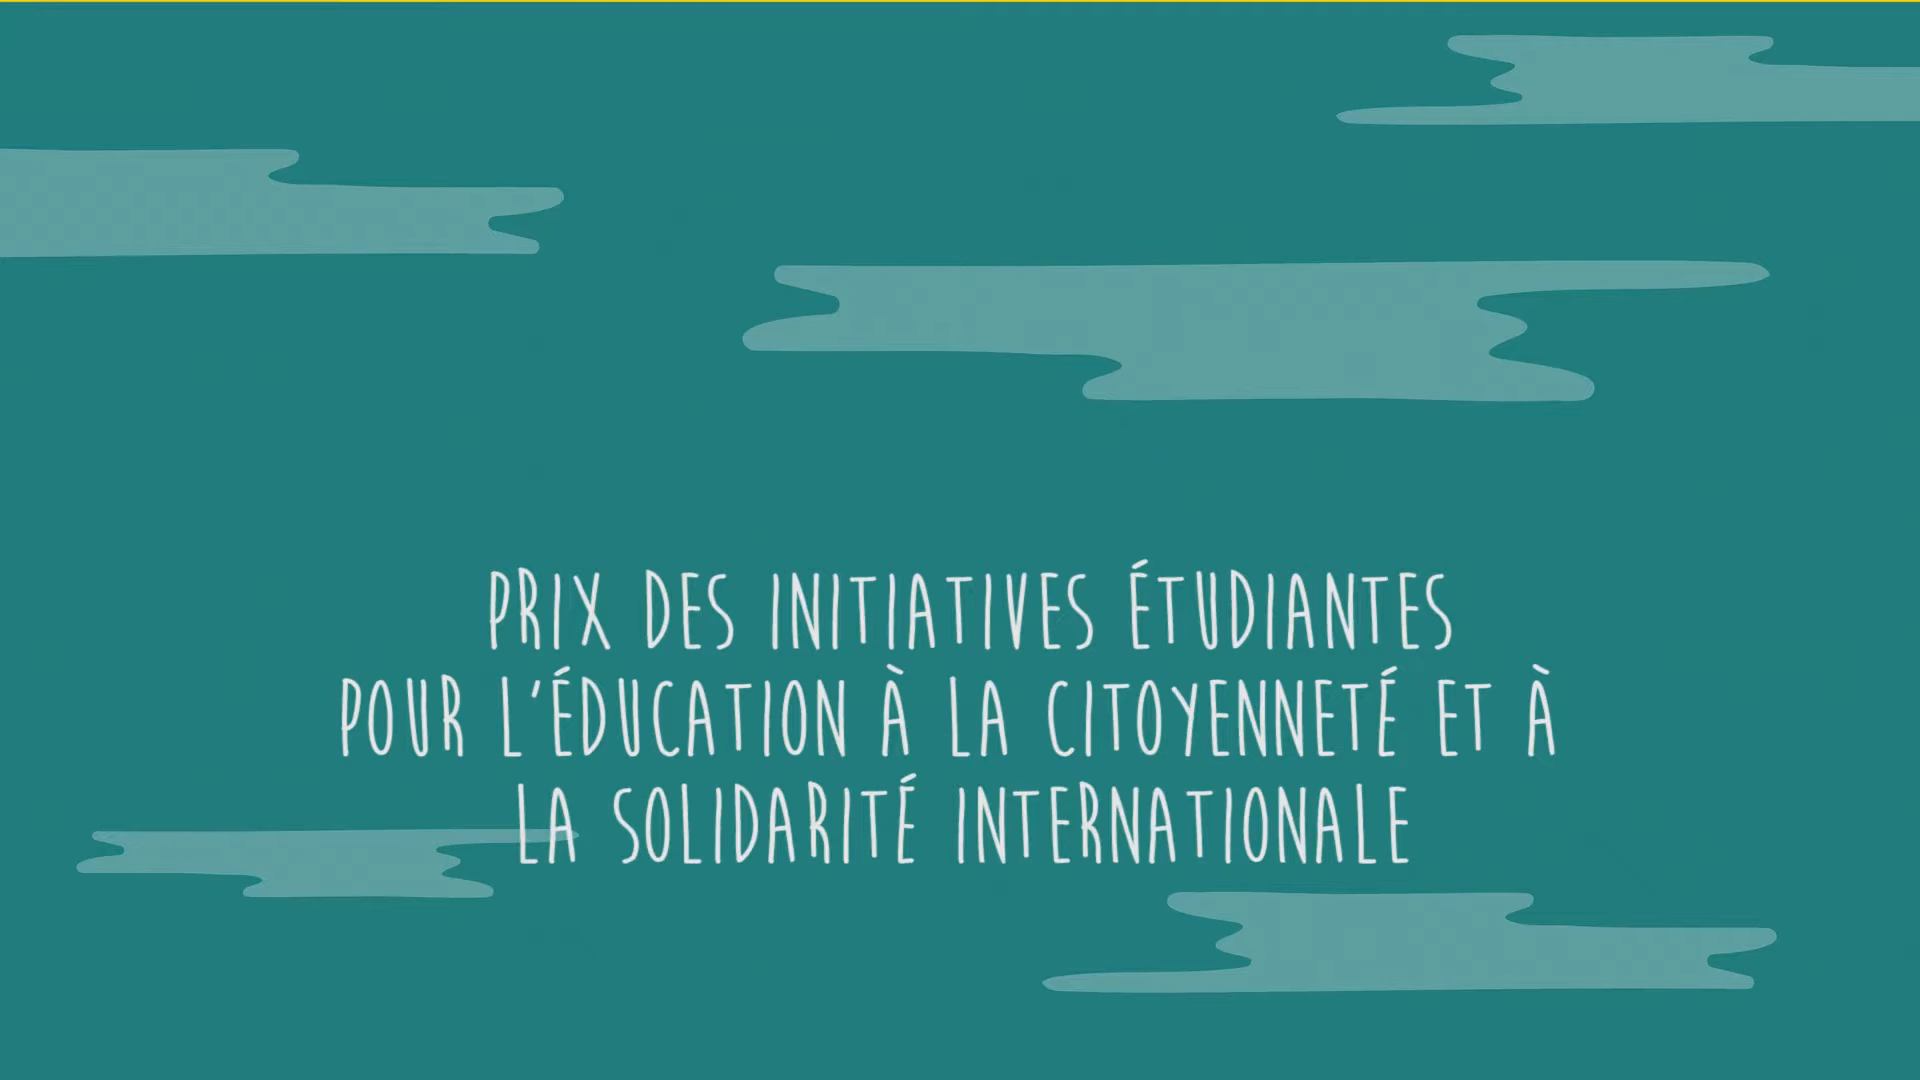 PRIX DES INITIATIVES ÉTUDIANTES
POUR L'ÉDUCATION À LA CITOYENNETÉ ET À
LA SOLIDARITÉ INTERNATIONALE